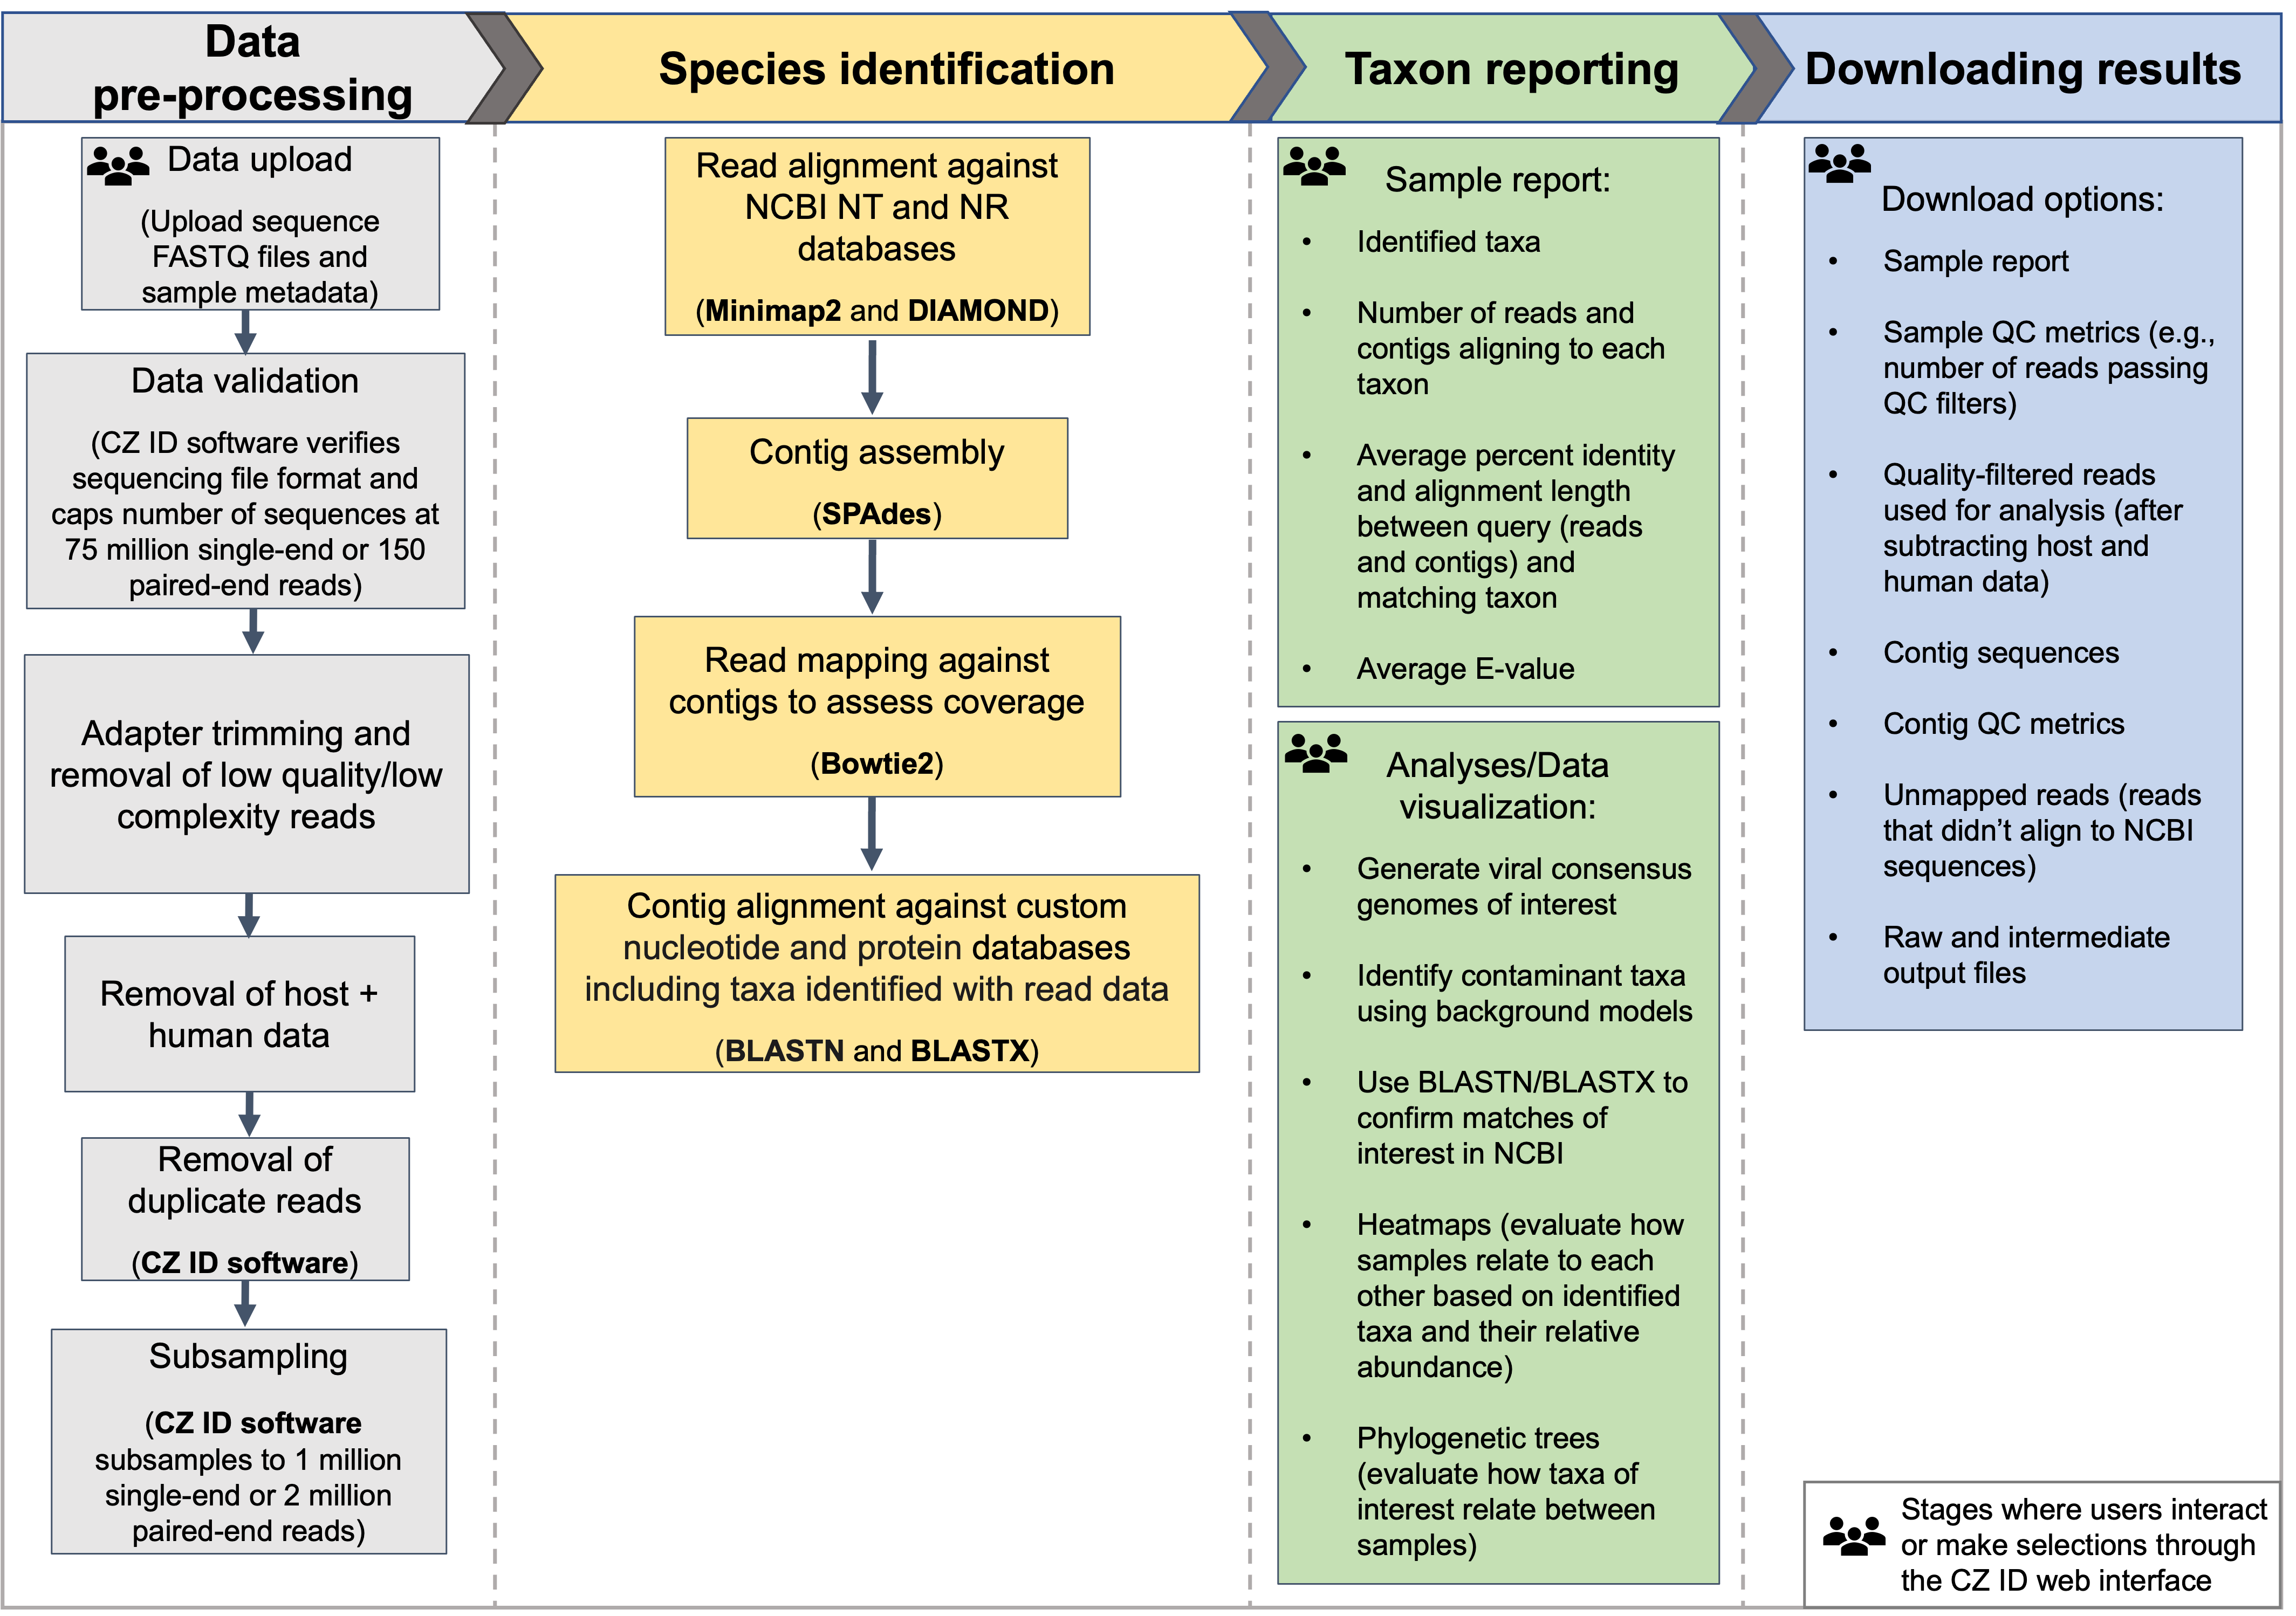 Data
pre-processing
Species identification
Taxon reporting
Downloading results
Data upload
(Upload sequence
FASTQ files and
sample metadata)
Data validation
(CZ ID software verifies
sequencing file format and
caps number of sequences at
75 million single-end or 150
paired-end reads)
Adapter trimming and
removal of low quality/low
complexity reads
Removal of host +
human data
Removal of
duplicate reads
(CZ ID software)
Subsampling
(CZ ID software
subsamples to 1 million
single-end or 2 million
paired-end reads)
Read alignment against
NCBI NT and NR
databases
(Minimap2 and DIAMOND)
Contig assembly
(SPAdes)
Read mapping against
contigs to assess coverage
(Bowtie2)
Contig alignment against custom
nucleotide and protein databases
including taxa identified with read data
(BLASTN and BLASTX)
Sample report:
• Identified taxa
• Number of reads and
contigs aligning to each
taxon
• Average percent identity
and alignment length
between query (reads
and contigs) and
matching taxon
• Average E-value
Analyses/Data
visualization:
• Generate viral consensus
genomes of interest
• Identify contaminant taxa
using background models
• Use BLASTN/BLASTX to
confirm matches of
interest in NCBI
• Heatmaps (evaluate how
samples relate to each
other based on identified
taxa and their relative
abundance)
• Phylogenetic trees
(evaluate how taxa of
interest relate between
samples)
Download options:
• Sample report
• Sample QC metrics (e.g.,
number of reads passing
QC filters)
• Quality-filtered reads
used for analysis (after
subtracting host and
human data)
• Contig sequences
• Contig QC metrics
• Unmapped reads (reads
that didn’t align to NCBI
sequences)
• Raw and intermediate
output files
Stages where users interact
or make selections through
the CZ ID web interface